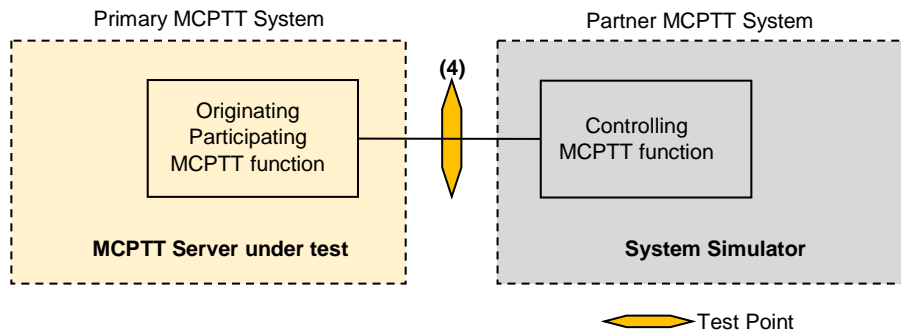 Primary MCPTT System
Partner MCPTT System
(4)
Originating
Participating
MCPTT function
Controlling
MCPTT function
MCPTT Server under test
System Simulator
Test Point